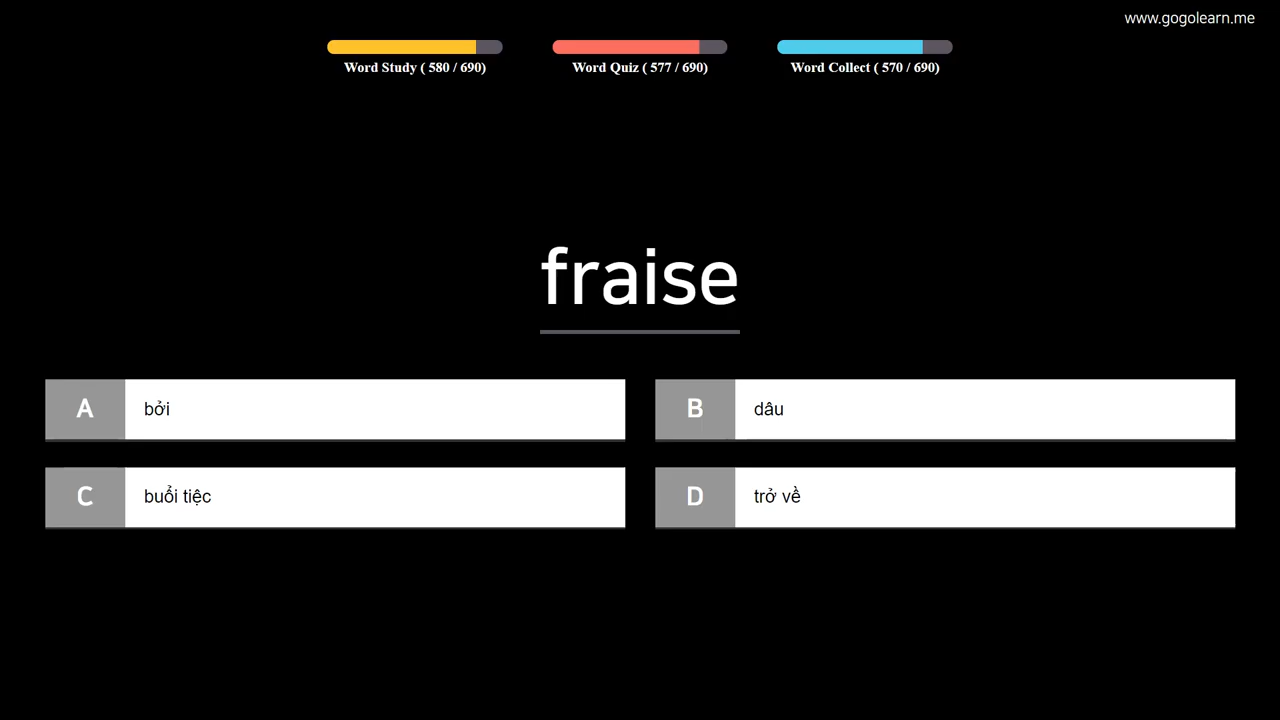 www.gogolearn.me
Word Study ( 580 / 690)
Word Quiz ( 577 / 690)
Word Collect ( 570 / 690)
fraise
A bởi
B dâu
C buổi tiệc
D trở về